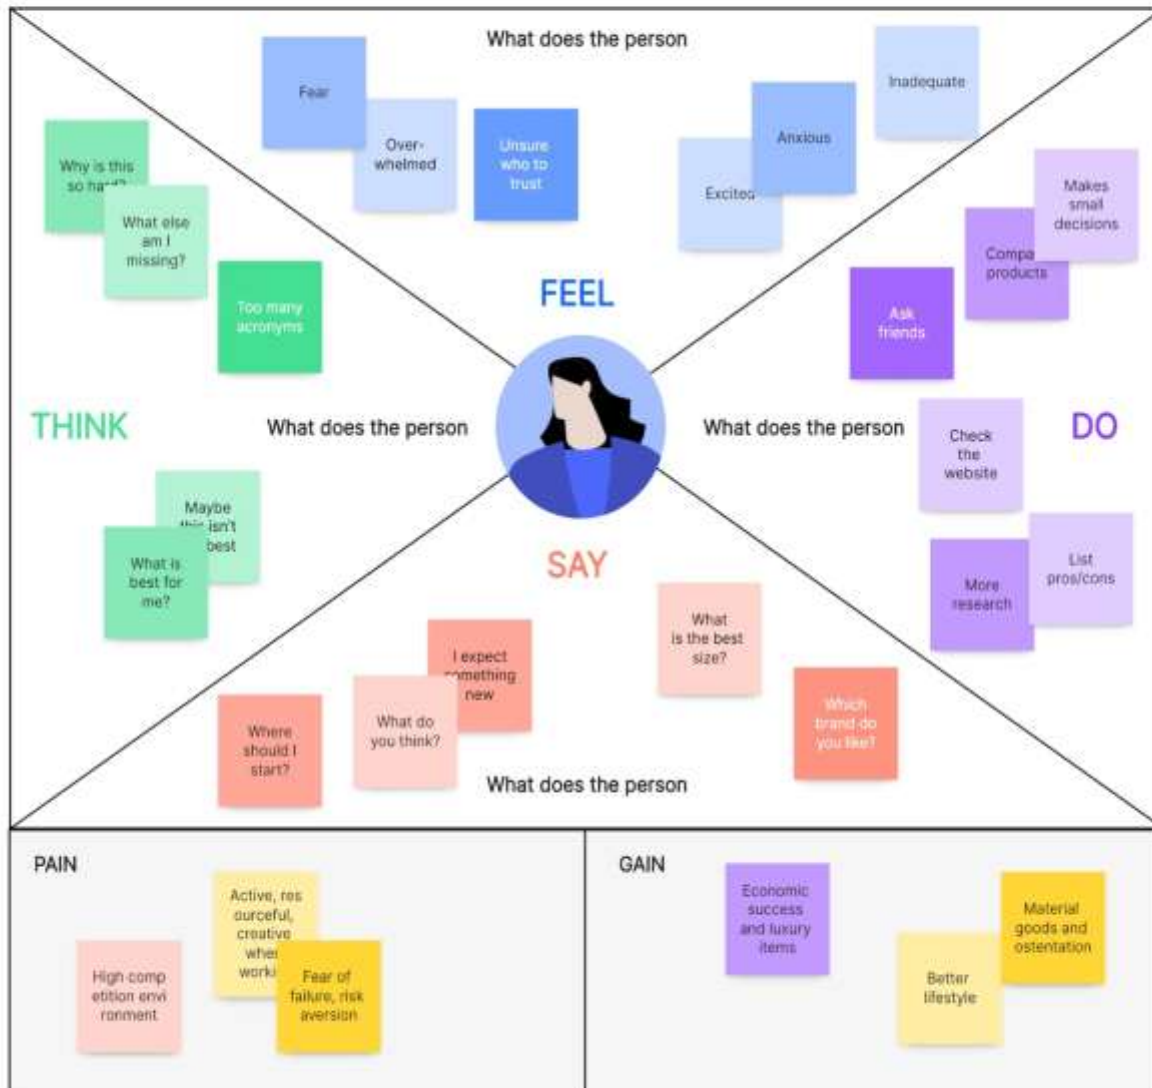 What does the person
Fear
Over-
whelmed
Unsure
who to
trust
Excited
Anxious
Inadequate
FEEL
Why is this
so hard?
What else
am I
missing?
Too many
acronyms
THINK
What does the person
Maybe
this isn't
best
What is
best for
me?
Makes
small
decisions
products
Ask
friends
What does the person
DO
Check
the
website
More
research
List
pros/cons
SAY
What
is the best
size?
I expect
something
new
What do
you think?
Where
should I
start?
Which
brand do
you like?
What does the person
PAIN
Active, res
ourceful,
creative
when
High comp
etition envi
ronment
Fear of
failure, risk
aversion
GAIN
Economic
success
and luxury
items
Better
lifestyle
Material
goods and
ostentation